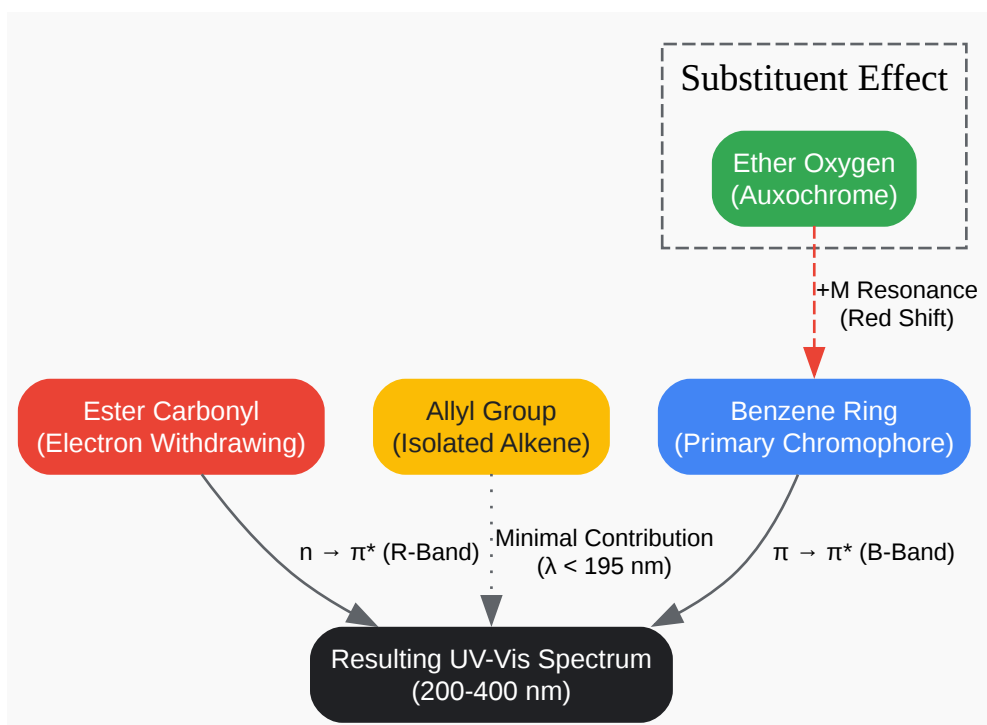 Substituent Effect
Ether Oxygen
(Auxochrome)
+M Resonance
(Red Shift)
Ester Carbonyl
(Electron Withdrawing)
Allyl Group
(Isolated Alkene)
Benzene Ring
(Primary Chromophore)
n → π* (R-Band)
Minimal Contribution
(λ < 195 nm)
π → π* (B-Band)
Resulting UV-Vis Spectrum
(200-400 nm)